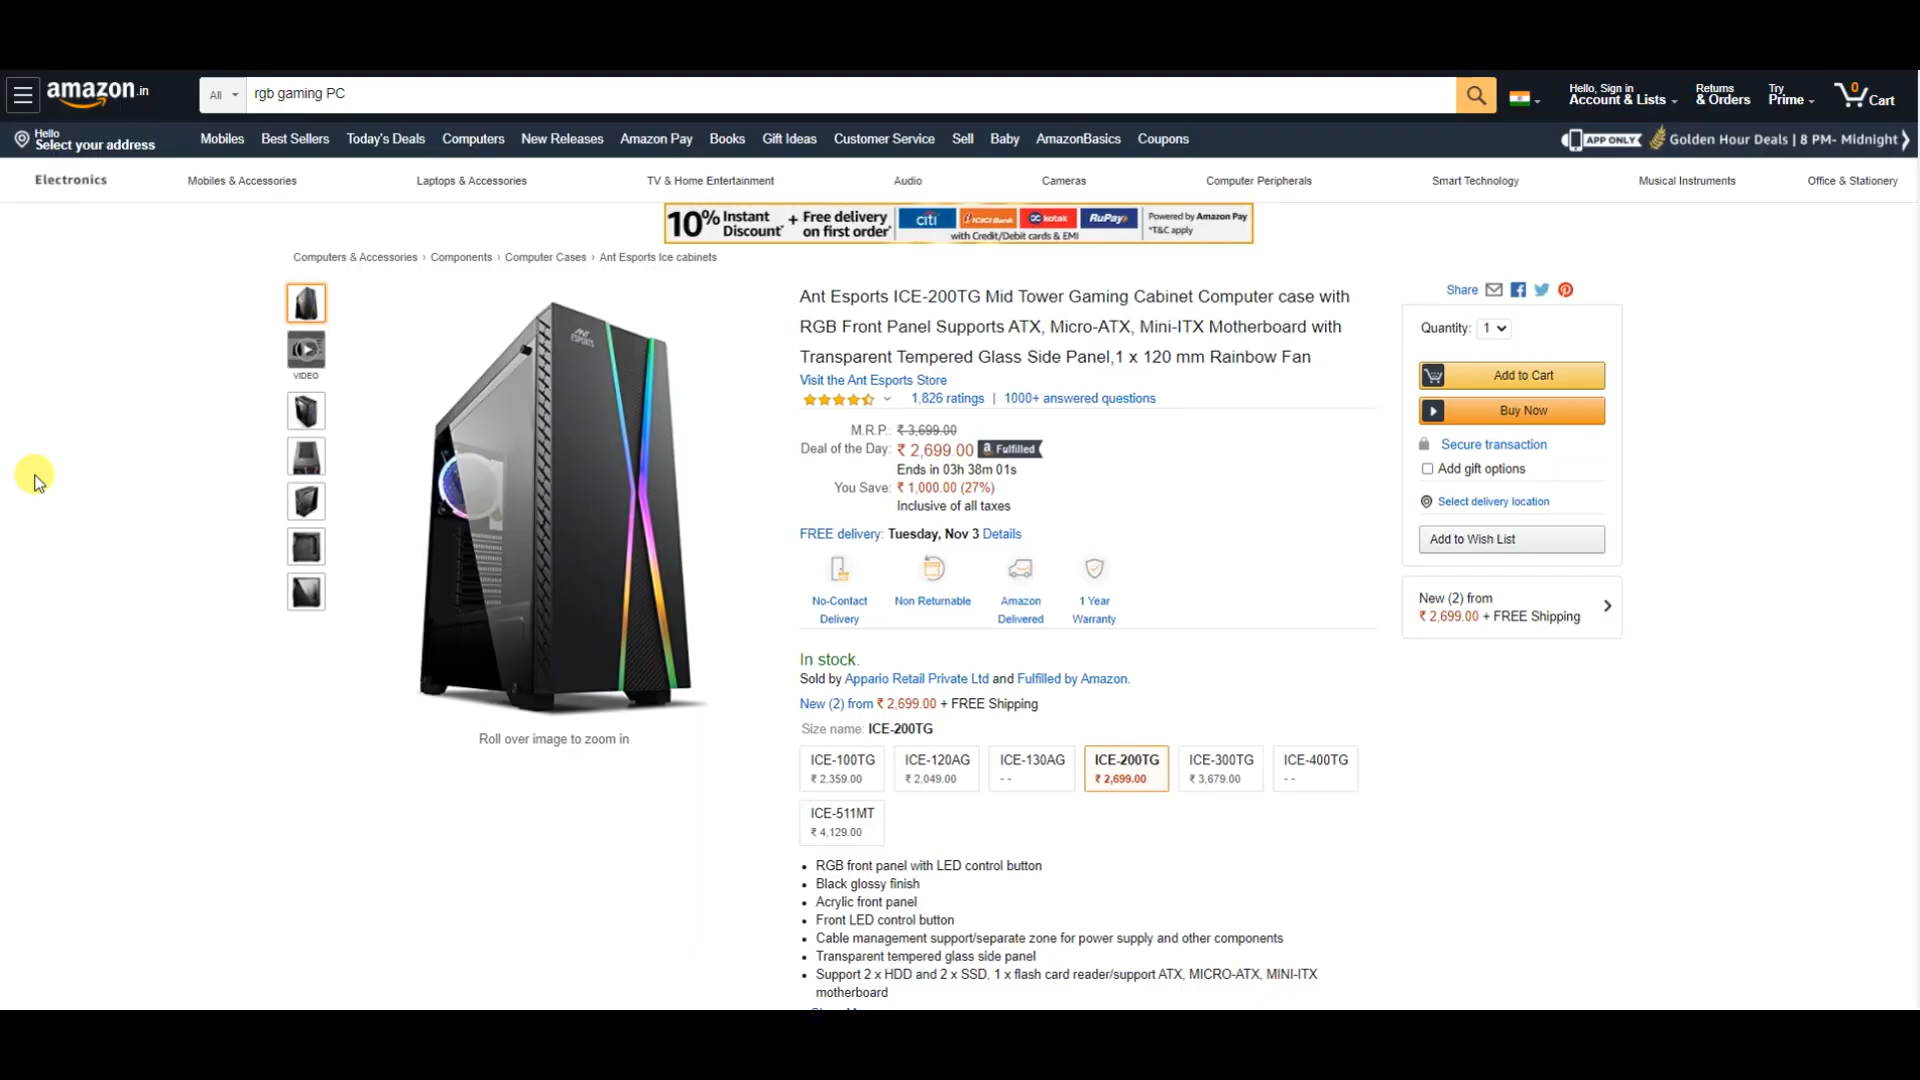 amazon.in
All
rgb gaming PC
Hello, Sign in
Account & Lists
Returns
& Orders
Try
Prime
0
Cart
Hello
Select your address
Mobiles
Best Sellers
Today's Deals
Computers
New Releases
Amazon Pay
Books
Gift Ideas
Customer Service
Sell
Baby
AmazonBasics
Coupons
APP ONLY
Golden Hour Deals | 8 PM- Midnight
Electronics
Mobiles & Accessories
Laptops & Accessories
TV & Home Entertainment
Audio
Cameras
Computer Peripherals
Smart Technology
Musical Instruments
Office & Stationery
10% Instant Discount* + Free delivery on first order*
citi
ICICI Bank
kotak
RuPay
with Credit/Debit cards & EMI
Powered by Amazon Pay
*T&C apply
Computers & Accessories › Components › Computer Cases › Ant Esports Ice cabinets
VIDEO
ANT ESPORTS
Roll over image to zoom in
Ant Esports ICE-200TG Mid Tower Gaming Cabinet Computer case with
RGB Front Panel Supports ATX, Micro-ATX, Mini-ITX Motherboard with
Transparent Tempered Glass Side Panel,1 x 120 mm Rainbow Fan
Visit the Ant Esports Store
1,826 ratings | 1000+ answered questions
M.R.P.: ₹ 3,699.00
Deal of the Day: ₹ 2,699.00 a Fulfilled
Ends in 03h 38m 01s
You Save: ₹ 1,000.00 (27%)
Inclusive of all taxes
FREE delivery: Tuesday, Nov 3 Details
No-Contact
Delivery
Non Returnable
Amazon
Delivered
1 Year
Warranty
In stock.
Sold by Appario Retail Private Ltd and Fulfilled by Amazon.
New (2) from ₹ 2,699.00 + FREE Shipping
Size name: ICE-200TG
ICE-100TG
₹ 2,359.00
ICE-120AG
₹ 2,049.00
ICE-130AG
- -
ICE-200TG
₹ 2,699.00
ICE-300TG
₹ 3,679.00
ICE-400TG
- -
ICE-511MT
₹ 4,129.00
• RGB front panel with LED control button
• Black glossy finish
• Acrylic front panel
• Front LED control button
• Cable management support/separate zone for power supply and other components
• Transparent tempered glass side panel
• Support 2 x HDD and 2 x SSD, 1 x flash card reader/support ATX, MICRO-ATX, MINI-ITX
motherboard
Share
Quantity: 1
Add to Cart
Buy Now
Secure transaction
Add gift options
Select delivery location
Add to Wish List
New (2) from
₹ 2,699.00 + FREE Shipping